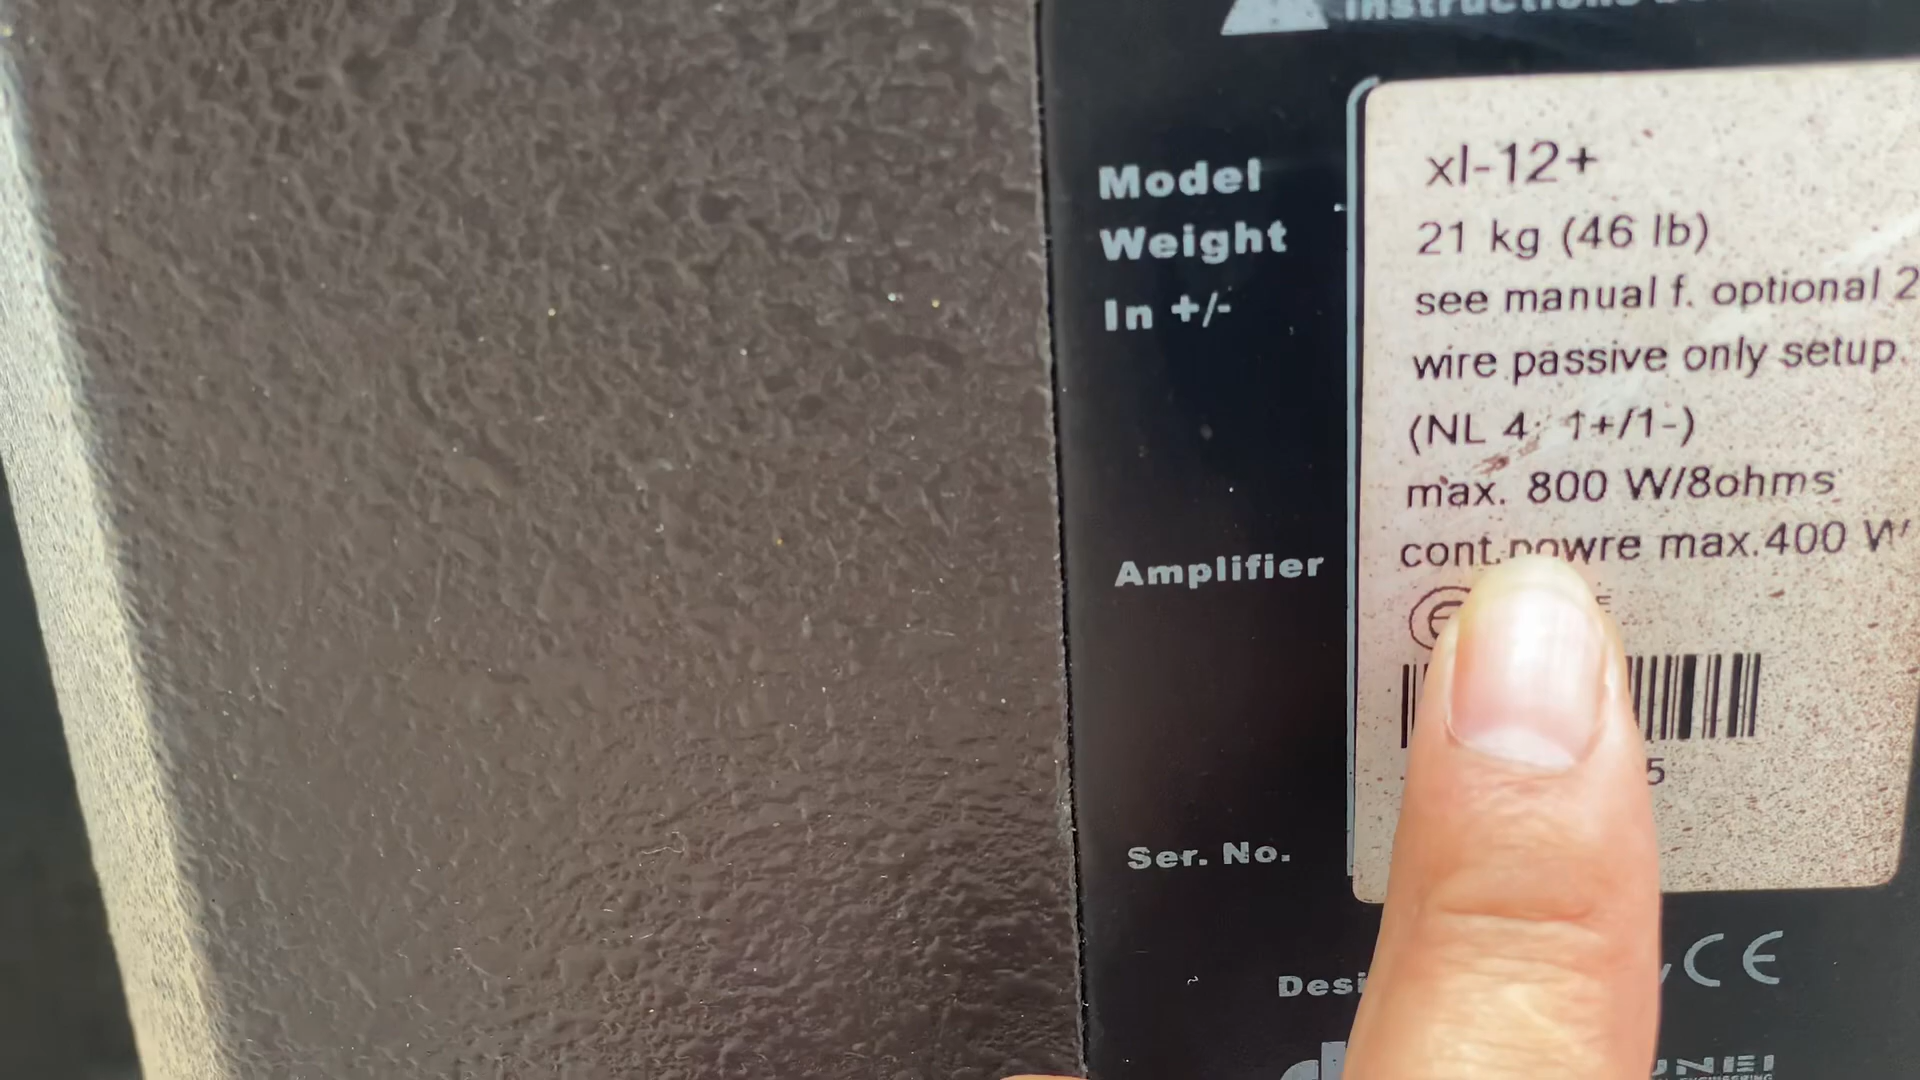 Instructions
Model xl-12+
Weight 21 kg (46 lb)
In +/- see manual f. optional 2
wire passive only setup.
(NL 4: 1+/1-)
max. 800 W/8ohms
Amplifier cont. powre max.400 W
5
Ser. No.
CE